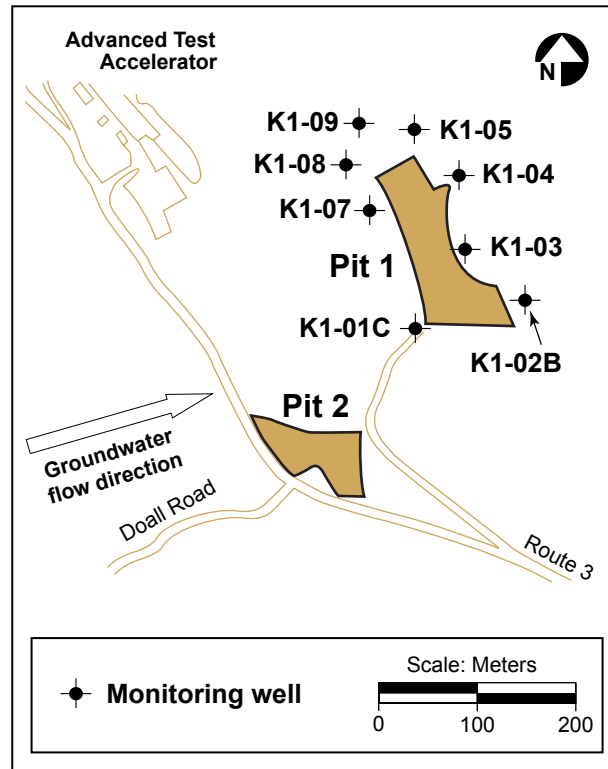 Advanced Test
Accelerator
N
K1-09
K1-05
K1-08
K1-04
K1-07
Pit 1
K1-03
K1-01C
K1-02B
Pit 2
Groundwater
flow direction
Doall Road
Route 3
Monitoring well
Scale: Meters
0 100 200